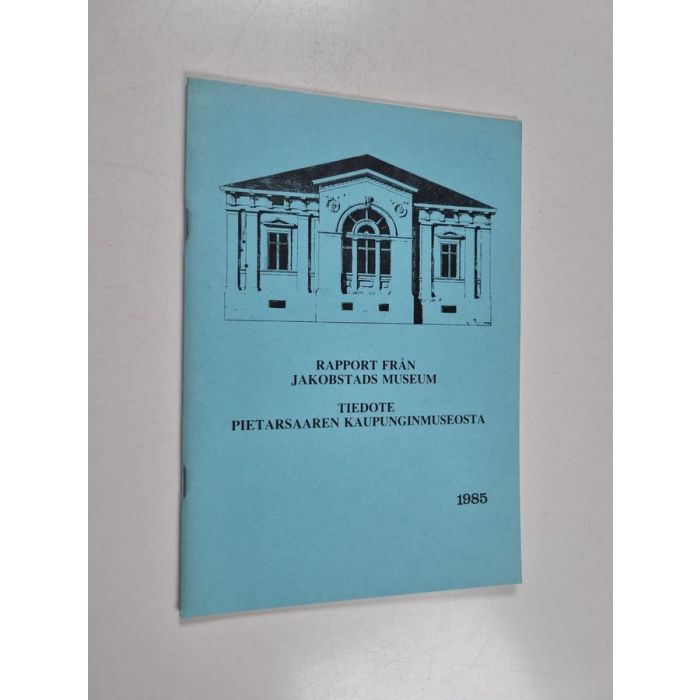 RAPPORT FRÅN
JAKOBSTADS MUSEUM
TIEDOTE
PIETARSAAREN KAUPUNGINMUSEOSTA
1985